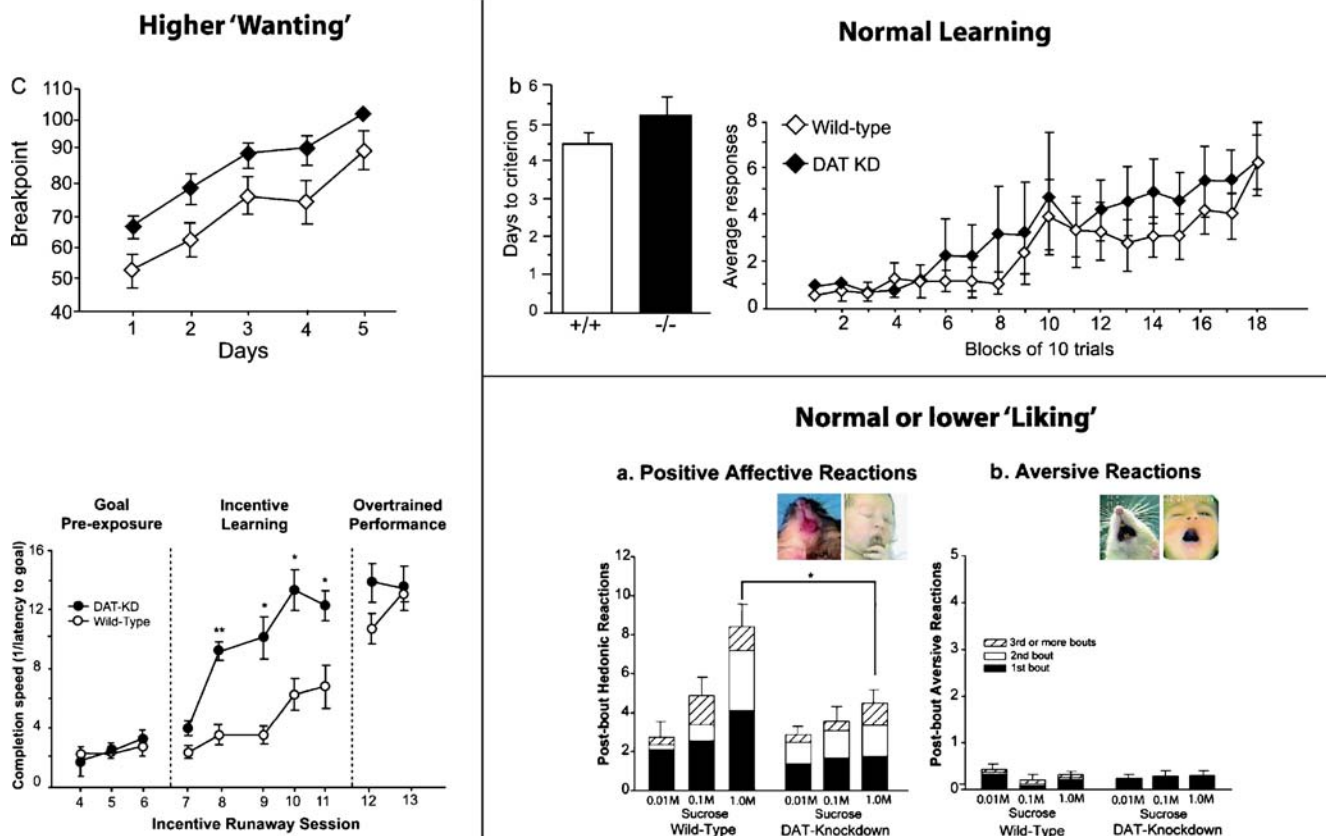 Higher 'Wanting'
C
Breakpoint
110
100
90
80
70
60
50
40
1 2 3 4 5
Days
Goal
Pre-exposure
Incentive
Learning
Overtrained
Performance
Completion speed (1/latency to goal)
16
12
8
4
0
DAT-KD
Wild-Type
**
*
*
*
4 5 6 7 8 9 10 11 12 13
Incentive Runaway Session
Normal Learning
b
Days to criterion
6
5
4
3
2
1
0
+/+ -/-
Average responses
8
6
4
2
0
Wild-type
DAT KD
2 4 6 8 10 12 14 16 18
Blocks of 10 trials
Normal or lower 'Liking'
a. Positive Affective Reactions
Post-bout Hedonic Reactions
12
10
8
6
4
2
0
*
0.01M 0.1M 1.0M 0.01M 0.1M 1.0M
Sucrose Sucrose
Wild-Type DAT-Knockdown
b. Aversive Reactions
Post-bout Aversive Reactions
5
4
3
2
1
0
3rd or more bouts
2nd bout
1st bout
0.01M 0.1M 1.0M 0.01M 0.1M 1.0M
Sucrose Sucrose
Wild-Type DAT-Knockdown